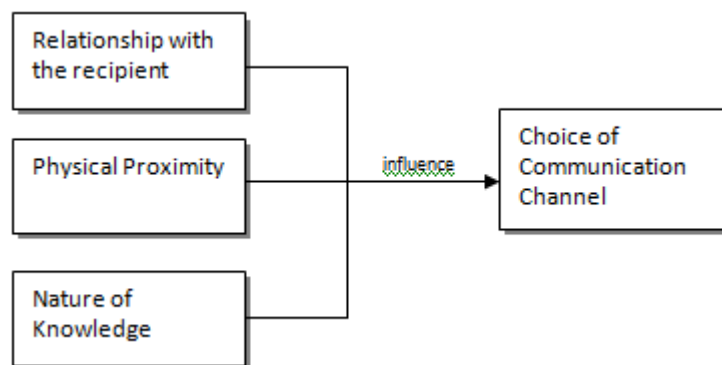 Relationship with
the recipient
Physical Proximity
influence
Choice of
Communication
Channel
Nature of
Knowledge